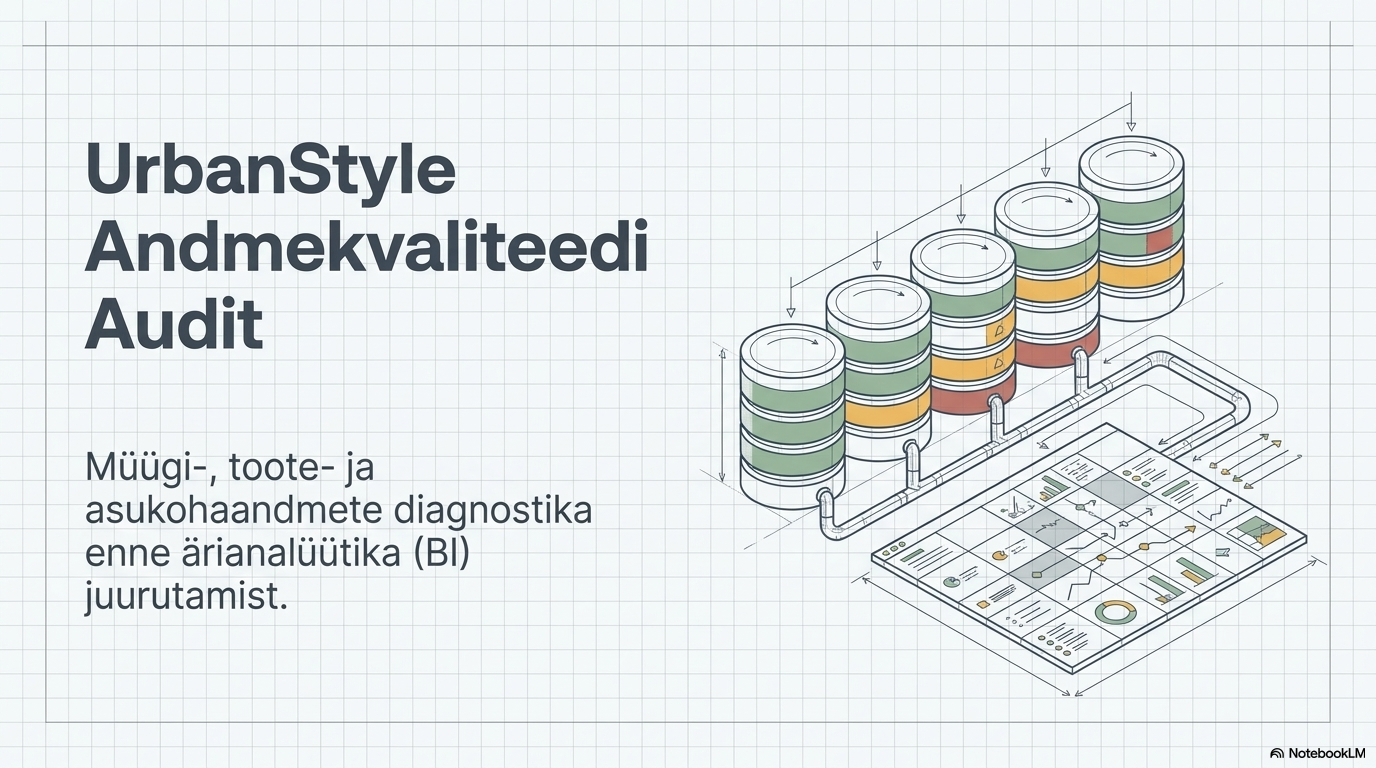 UrbanStyle
Andmekvaliteedi
Audit
Müügi-, toote- ja
asukohaandmete diagnostika
enne ärianalüütika (BI)
juurutamist.
NotebookLM